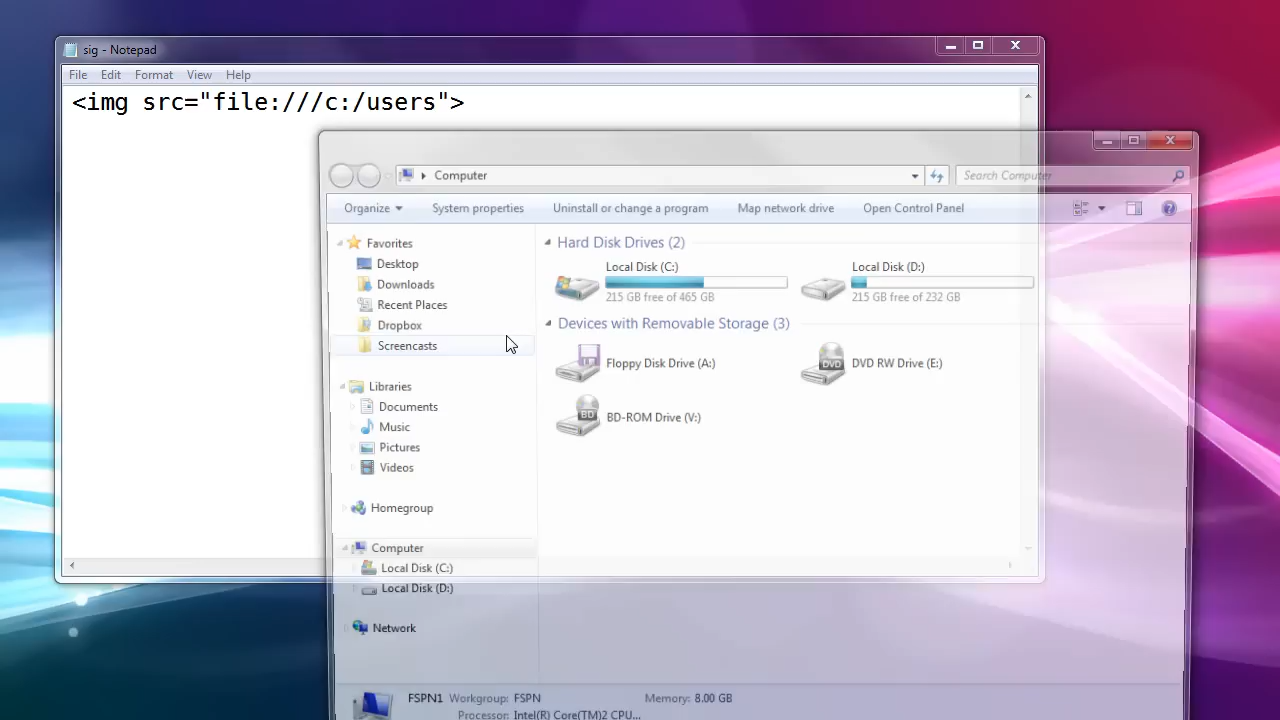 sig - Notepad
File Edit Format View Help
<img src="file:///c:/users">
Computer
Search Computer
Organize System properties Uninstall or change a program Map network drive Open Control Panel
Favorites
Desktop
Downloads
Recent Places
Dropbox
Screencasts
Libraries
Documents
Music
Pictures
Videos
Homegroup
Computer
Local Disk (C:)
Local Disk (D:)
Network
Hard Disk Drives (2)
Local Disk (C:)
215 GB free of 465 GB
Local Disk (D:)
215 GB free of 232 GB
Devices with Removable Storage (3)
Floppy Disk Drive (A:)
DVD
DVD RW Drive (E:)
BD
BD-ROM Drive (V:)
FSPN1 Workgroup: FSPN Memory: 8.00 GB
Processor: Intel(R) Core(TM)2 CPU...